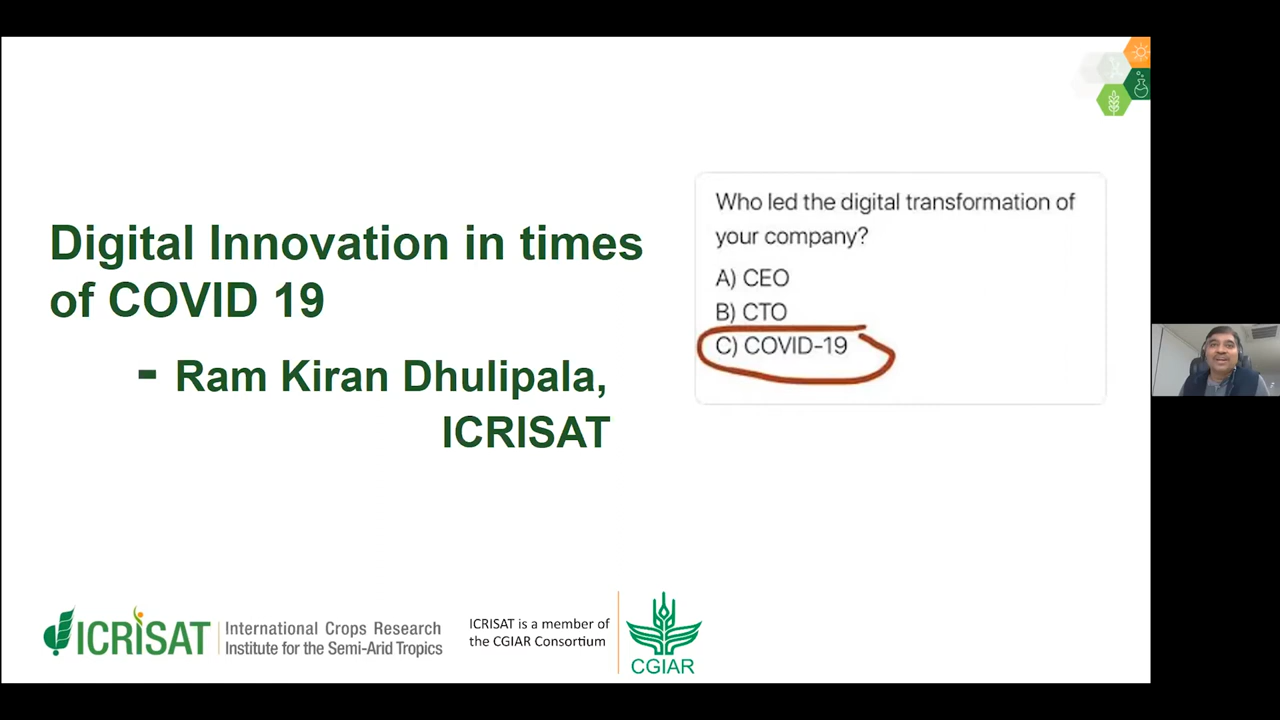 Digital Innovation in times
of COVID 19
- Ram Kiran Dhulipala,
ICRISAT
Who led the digital transformation of
your company?
A) CEO
B) CTO
C) COVID-19
ICRISAT
International Crops Research
Institute for the Semi-Arid Tropics
ICRISAT is a member of
the CGIAR Consortium
CGIAR